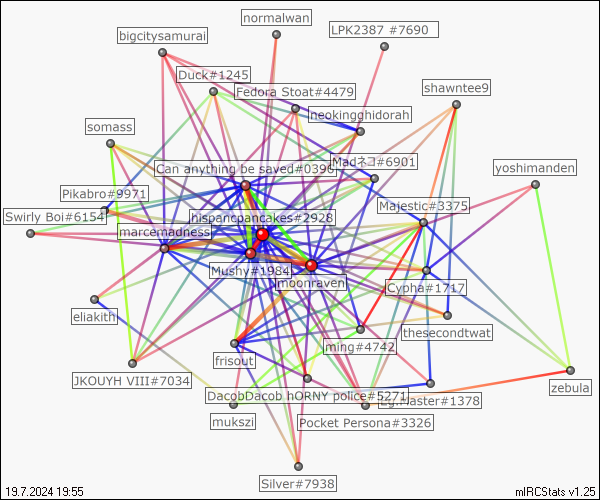 normalwan
LPK2387 #7690
bigcitysamurai
Duck#1245
Fedora Stoat#4479
shawntee9
neokingghidorah
somass
Madネコ#6901
Can anything be saved#0396
yoshimanden
Pikabro#9971
Majestic#3375
Swirly Boi#6154
hispancpancakes#2928
marcemadness
Mushy#1984
moonraven
Cypha#1717
eliakith
thesecondtwat
ming#4742
frisout
JKOUYH VIII#7034
zebula
DacobDacob hORNY police#5271
#1378
mukszi
Pocket Persona#3326
Silver#7938
19.7.2024 19:55
mIRCStats v1.25